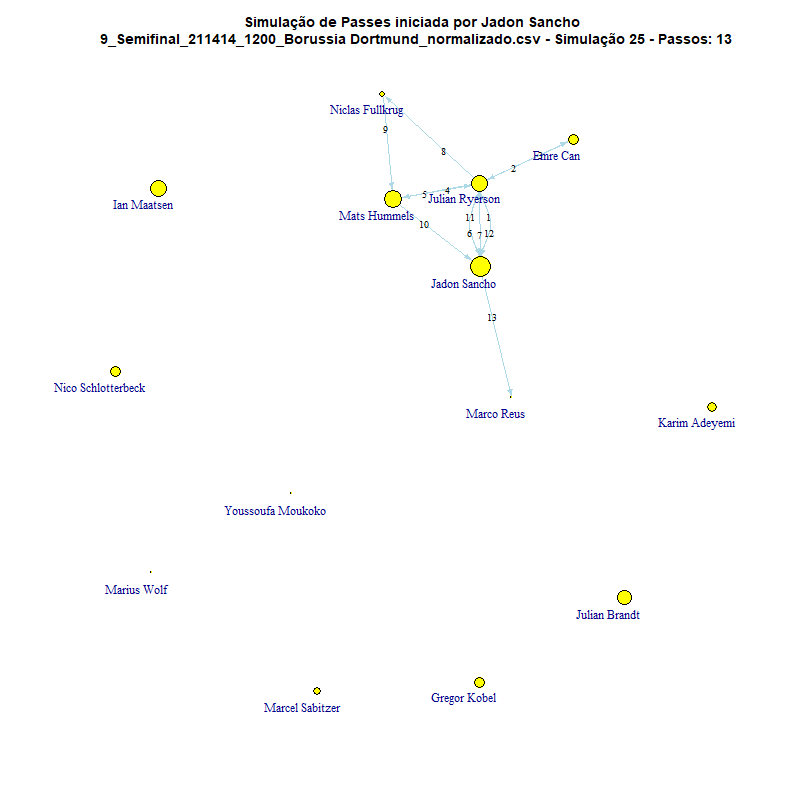 Simulação de Passes iniciada por Jadon Sancho
9_Semifinal_211414_1200_Borussia Dortmund_normalizado.csv - Simulação 25 - Passos: 13
Niclas Fullkrug
9
8
Emre Can
3
2
Ian Maatsen
5
4
Julian Ryerson
Mats Hummels
11
1
10
6
7
12
Jadon Sancho
13
Nico Schlotterbeck
Marco Reus
Karim Adeyemi
Youssoufa Moukoko
Marius Wolf
Julian Brandt
Gregor Kobel
Marcel Sabitzer